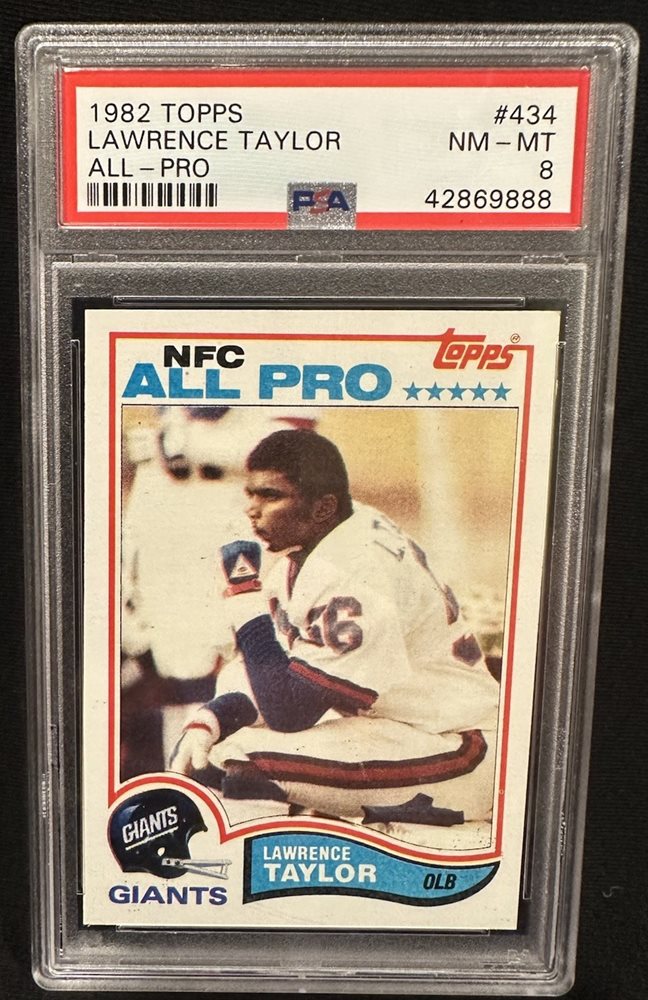 1982 TOPPS #434
LAWRENCE TAYLOR NM - MT
ALL - PRO 8
PSA 42869888
NFC
topps®
ALL PRO
56
GIANTS
LAWRENCE
TAYLOR
OLB
GIANTS